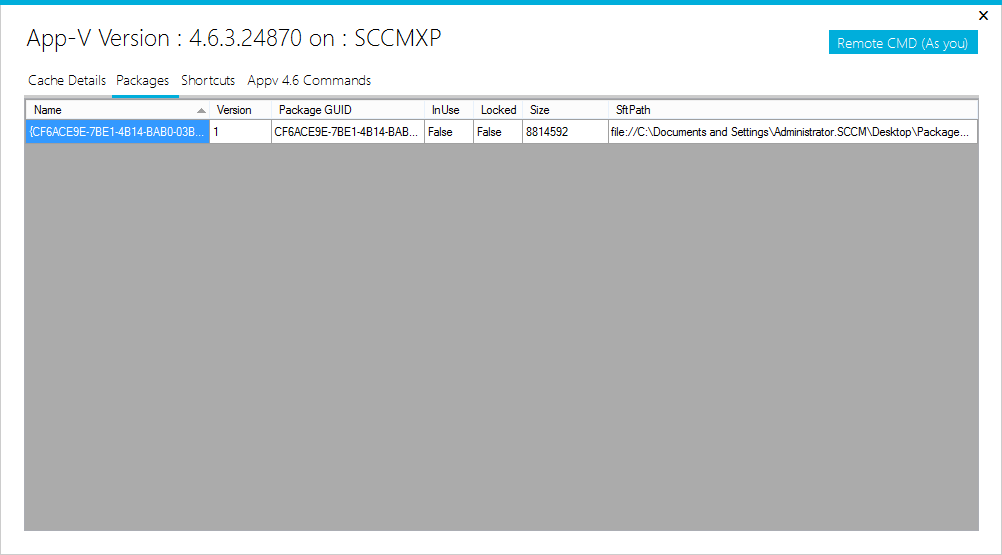 App-V Version : 4.6.3.24870 on : SCCMXP
Remote CMD (As you)
Cache Details Packages Shortcuts Appv 4.6 Commands
Name Version Package GUID InUse Locked Size SftPath
{CF6ACE9E-7BE1-4B14-BAB0-03B... 1 CF6ACE9E-7BE1-4B14-BAB... False False 8814592 file://C:\Documents and Settings\Administrator.SCCM\Desktop\Package...